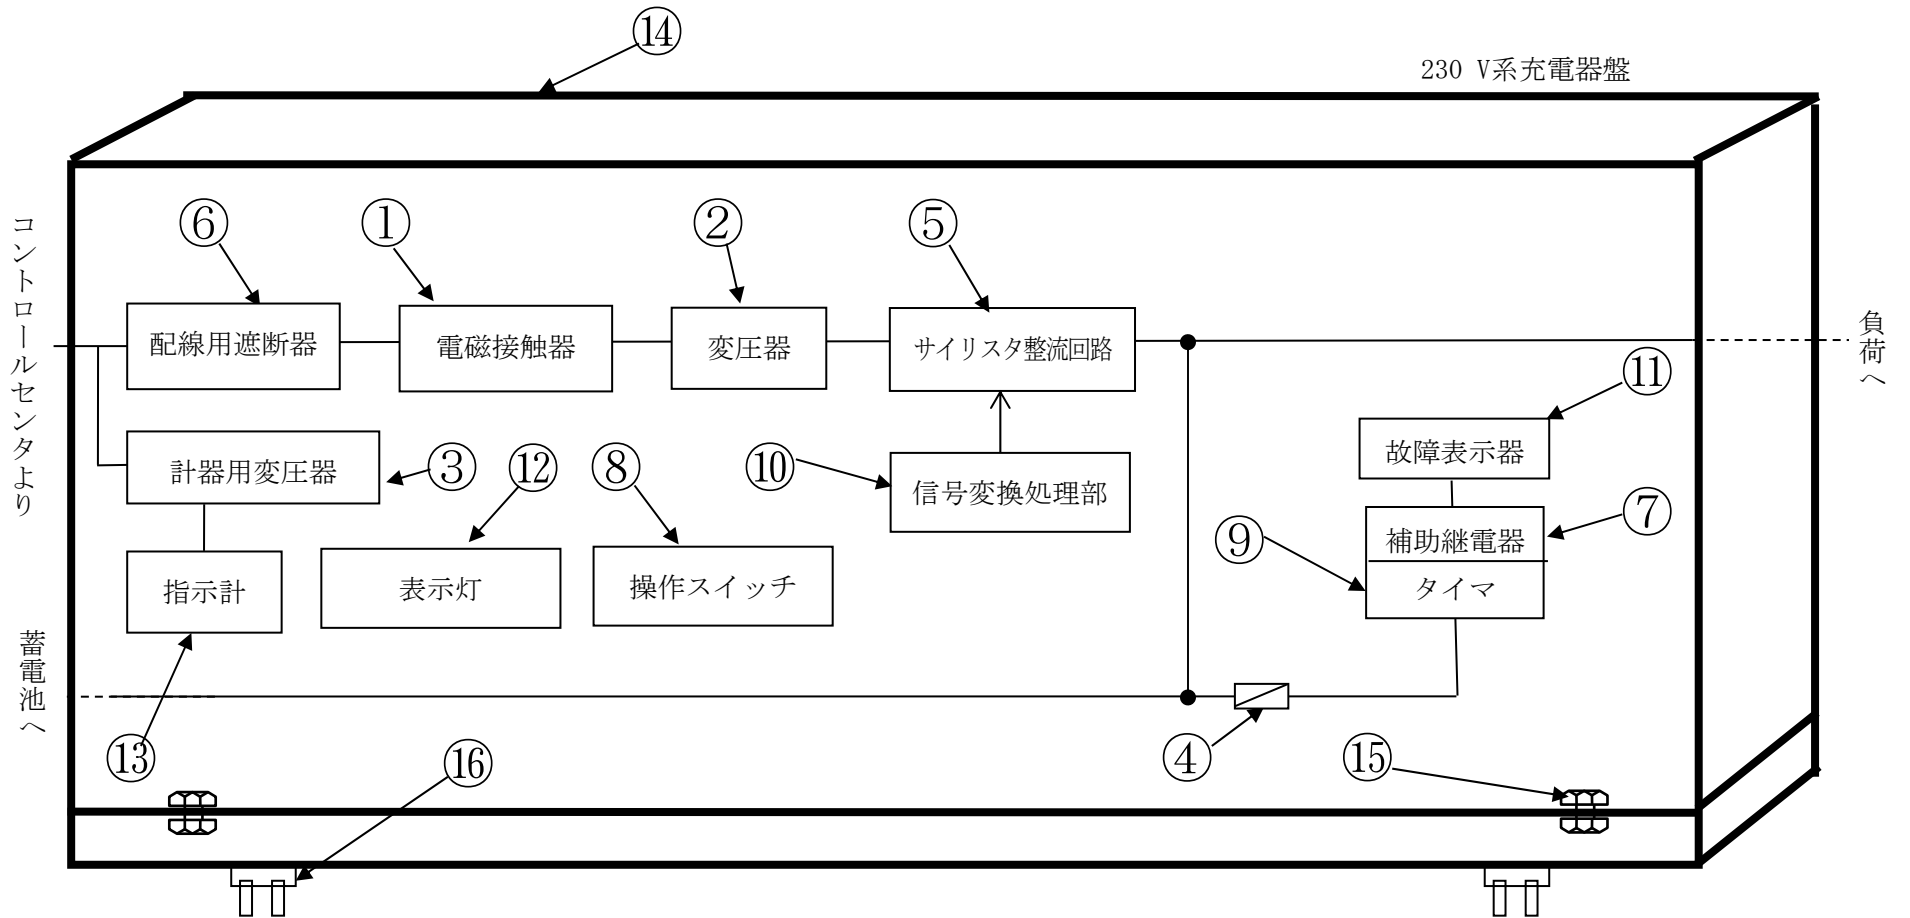 ⑭
230 V系充電器盤
⑥
①
②
⑤
コントロールセンタより
配線用遮断器
電磁接触器
変圧器
サイリスタ整流回路
負荷へ
⑪
計器用変圧器
③
⑫
⑧
⑩
信号変換処理部
故障表示器
⑦
⑨
補助継電器
タイマ
指示計
表示灯
操作スイッチ
蓄電池へ
⑬
⑯
④
⑮